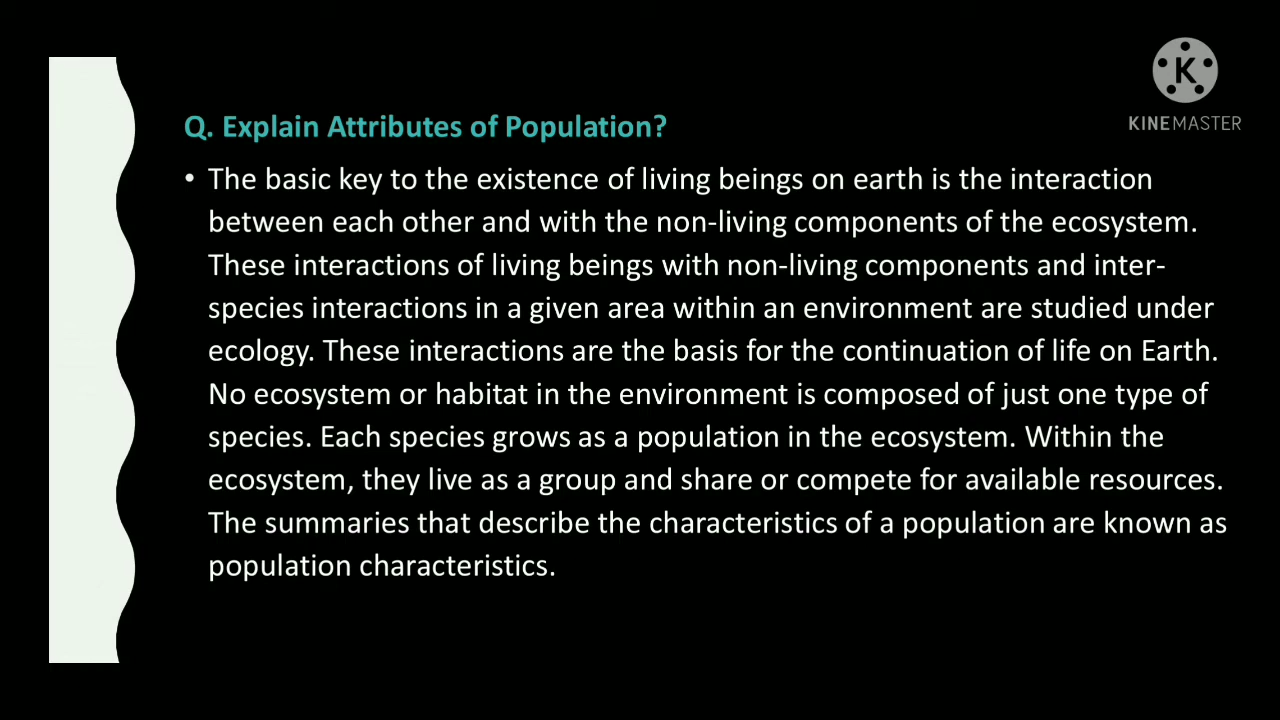 K
KINEMASTER
Q. Explain Attributes of Population?
• The basic key to the existence of living beings on earth is the interaction
between each other and with the non-living components of the ecosystem.
These interactions of living beings with non-living components and inter-
species interactions in a given area within an environment are studied under
ecology. These interactions are the basis for the continuation of life on Earth.
No ecosystem or habitat in the environment is composed of just one type of
species. Each species grows as a population in the ecosystem. Within the
ecosystem, they live as a group and share or compete for available resources.
The summaries that describe the characteristics of a population are known as
population characteristics.